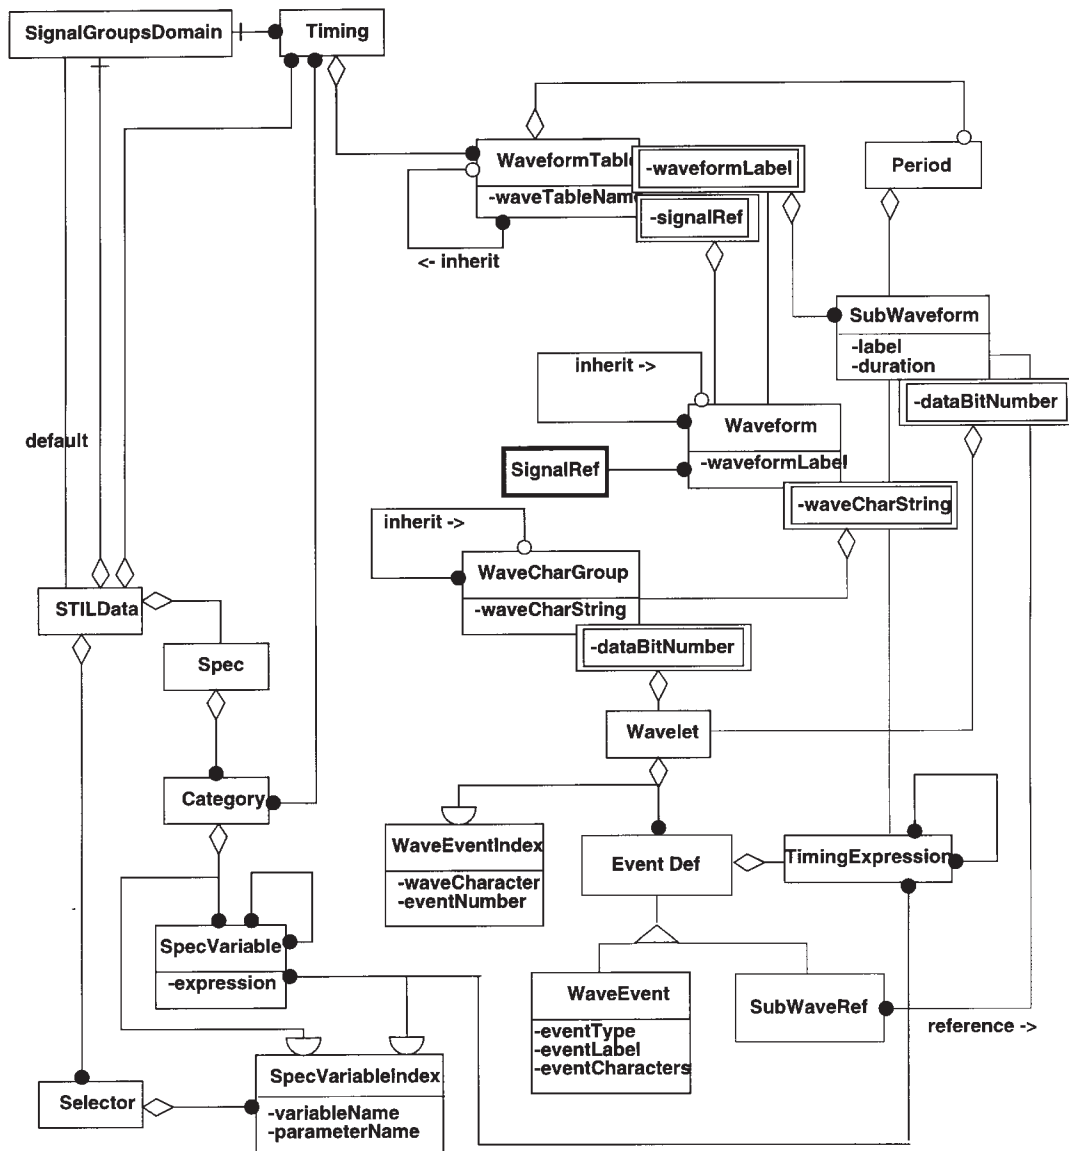 SignalGroupsDomain
Timing
WaveformTable
-waveTableName
-waveformLabel
-signalRef
Period
<- inherit
SubWaveform
-label
-duration
-dataBitNumber
inherit ->
default
Waveform
-waveformLabel
SignalRef
-waveCharString
inherit ->
WaveCharGroup
-waveCharString
-dataBitNumber
STILData
Spec
Wavelet
Category
WaveEventIndex
-waveCharacter
-eventNumber
Event Def
TimingExpression
SpecVariable
-expression
WaveEvent
-eventType
-eventLabel
-eventCharacters
SubWaveRef
reference ->
SpecVariableIndex
-variableName
-parameterName
Selector